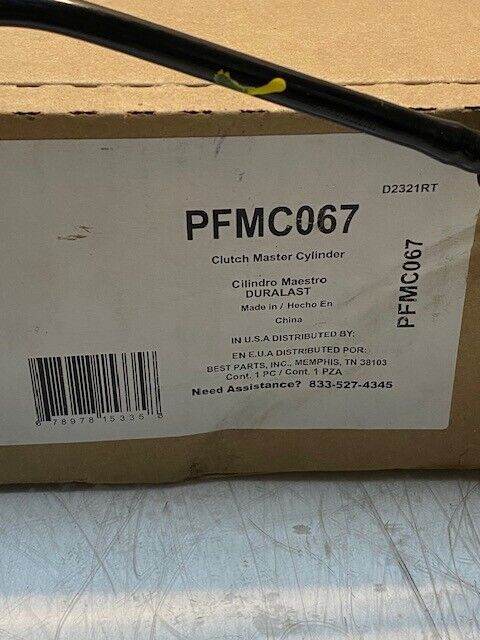 D2321RT
PFMC067
Clutch Master Cylinder
Cilindro Maestro
DURALAST
Made in / Hecho En
China
IN U.S.A DISTRIBUTED BY:
EN E.U.A DISTRIBUTED POR:
BEST PARTS, INC., MEMPHIS, TN 38103
Cont. 1 PC / Cont. 1 PZA
Need Assistance? 833-527-4345
PFMC067
6 78978 15335 5